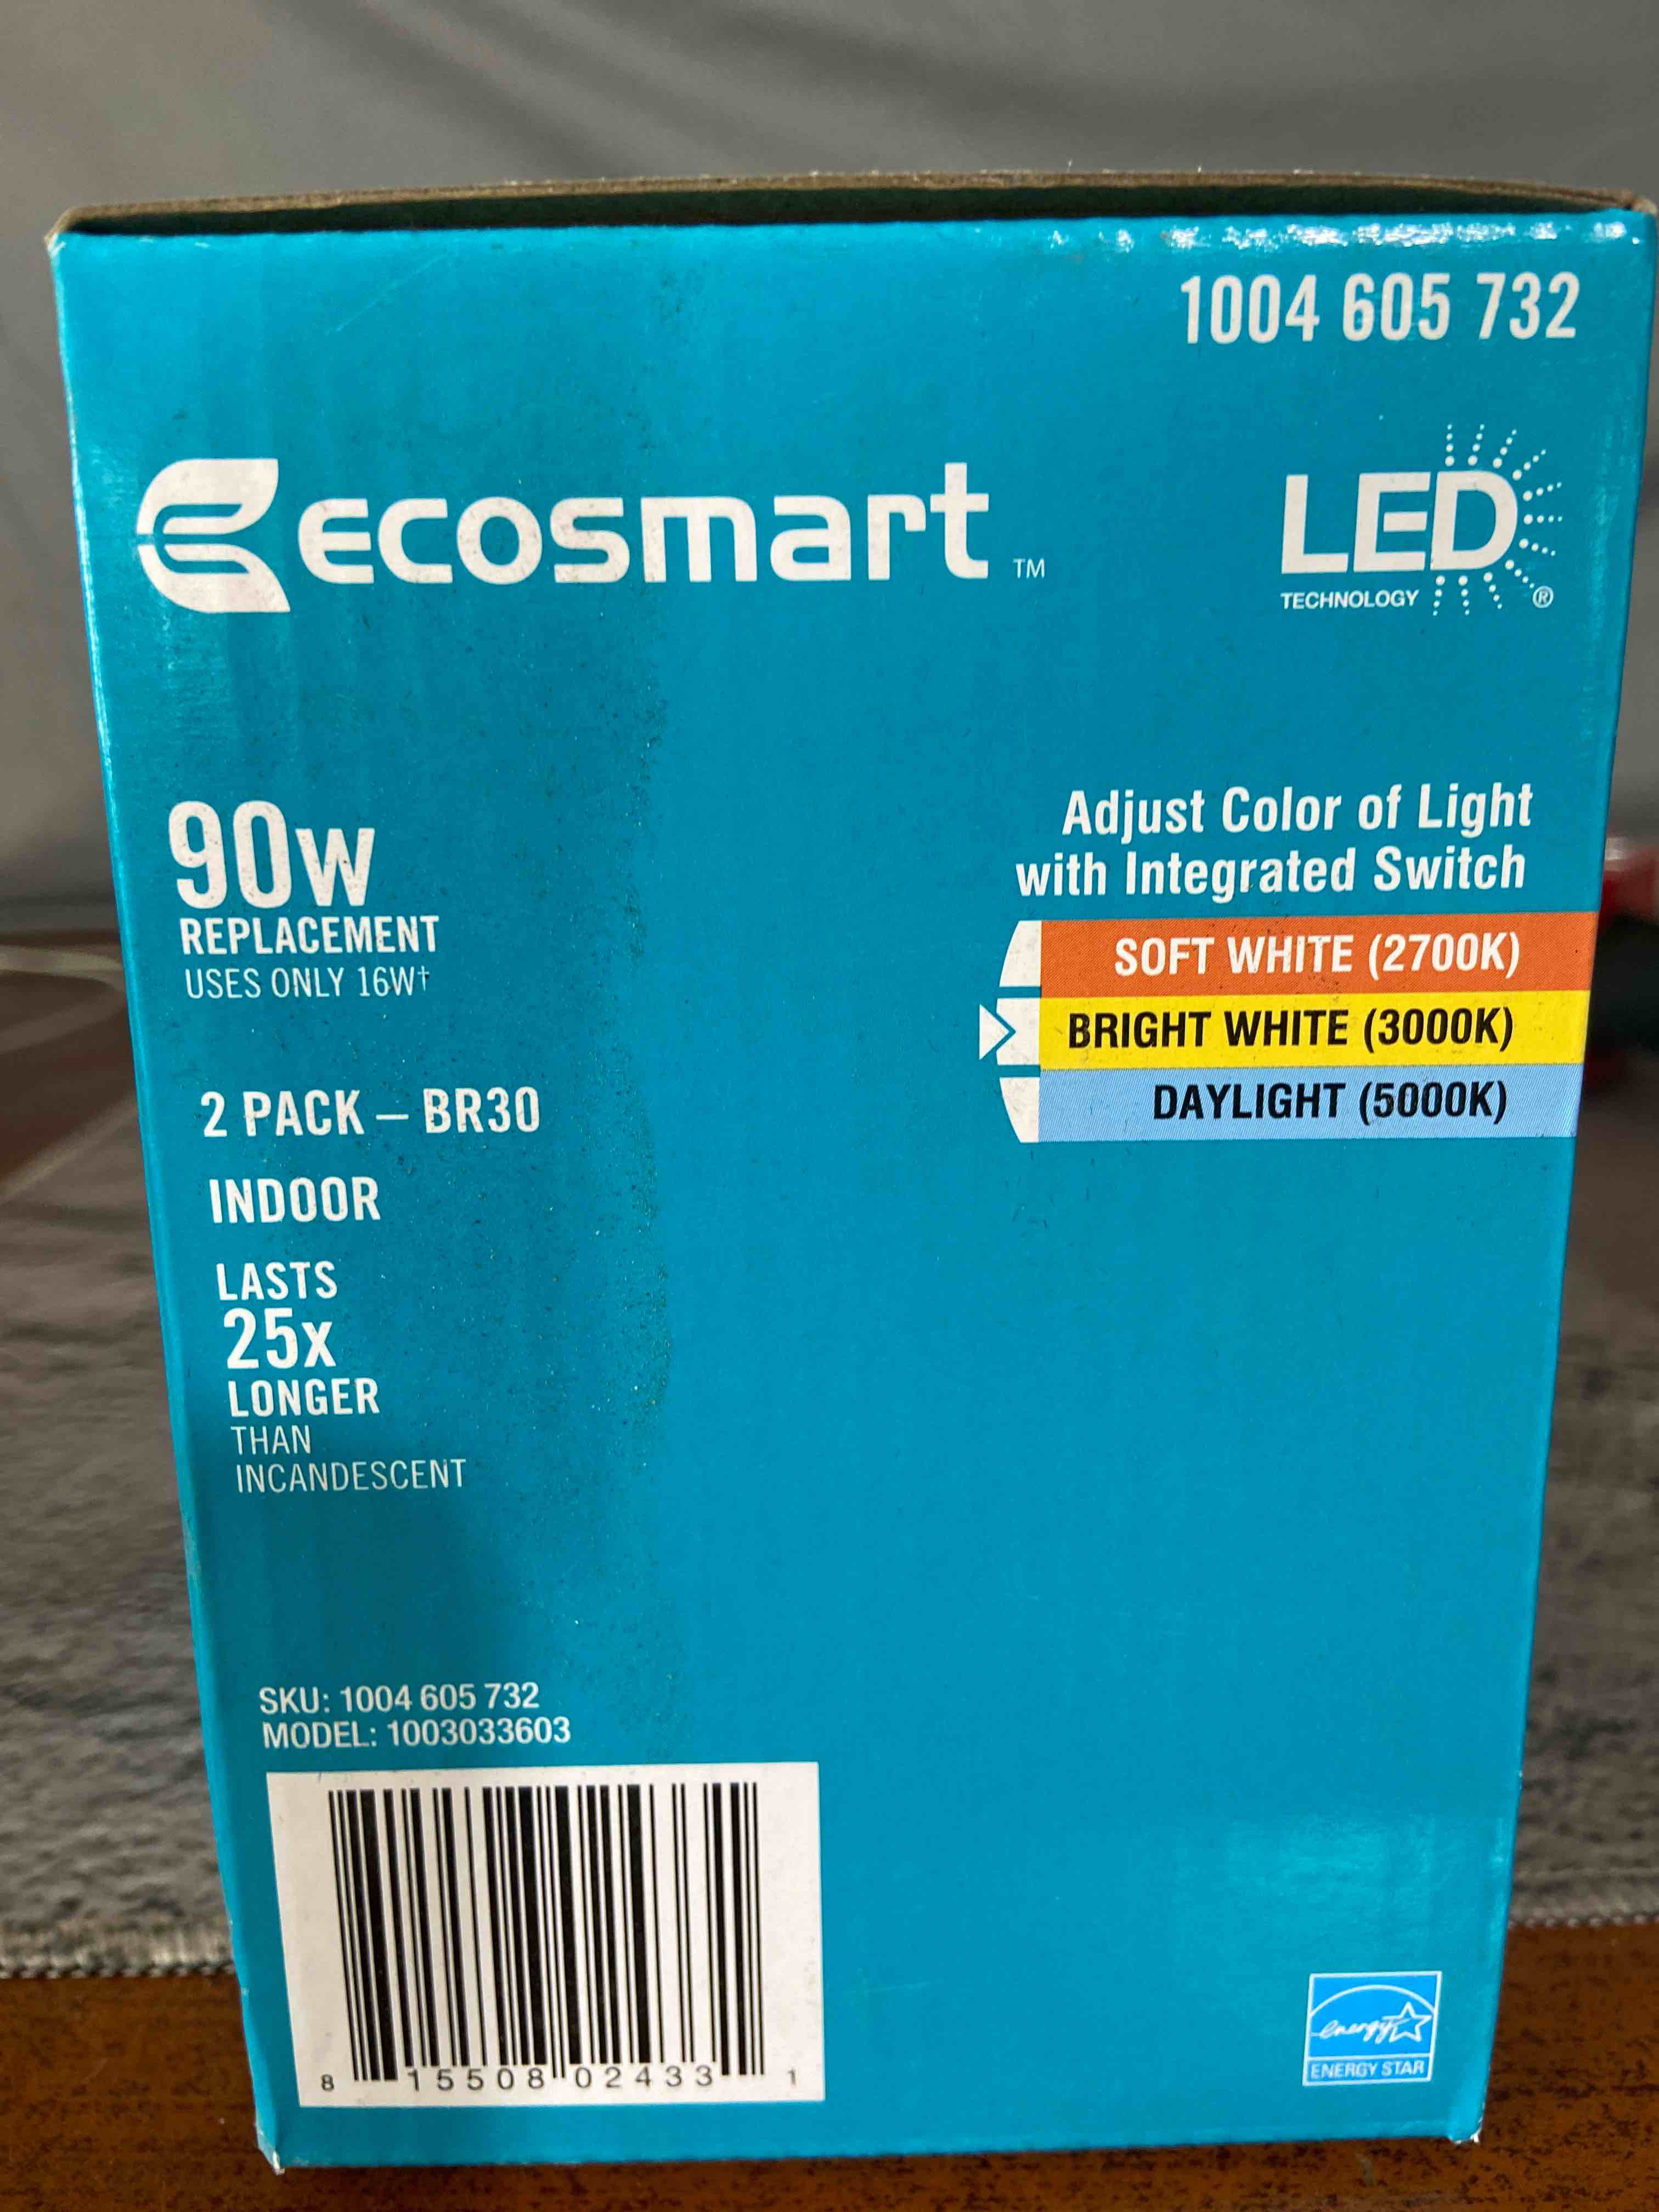 1004 605 732
ecosmart ™
LED
TECHNOLOGY ®
90W
REPLACEMENT
USES ONLY 16W†
2 PACK – BR30
INDOOR
LASTS
25x
LONGER
THAN
INCANDESCENT
Adjust Color of Light
with Integrated Switch
SOFT WHITE (2700K)
BRIGHT WHITE (3000K)
DAYLIGHT (5000K)
SKU: 1004 605 732
MODEL: 1003033603
8 15508 02433 1
energy
ENERGY STAR